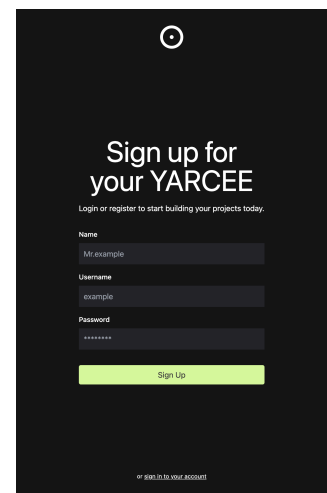 Sign up for
your YARCEE
Login or register to start building your projects today.
Name
Mr.example
Username
example
Password
********
Sign Up
or sign in to your account